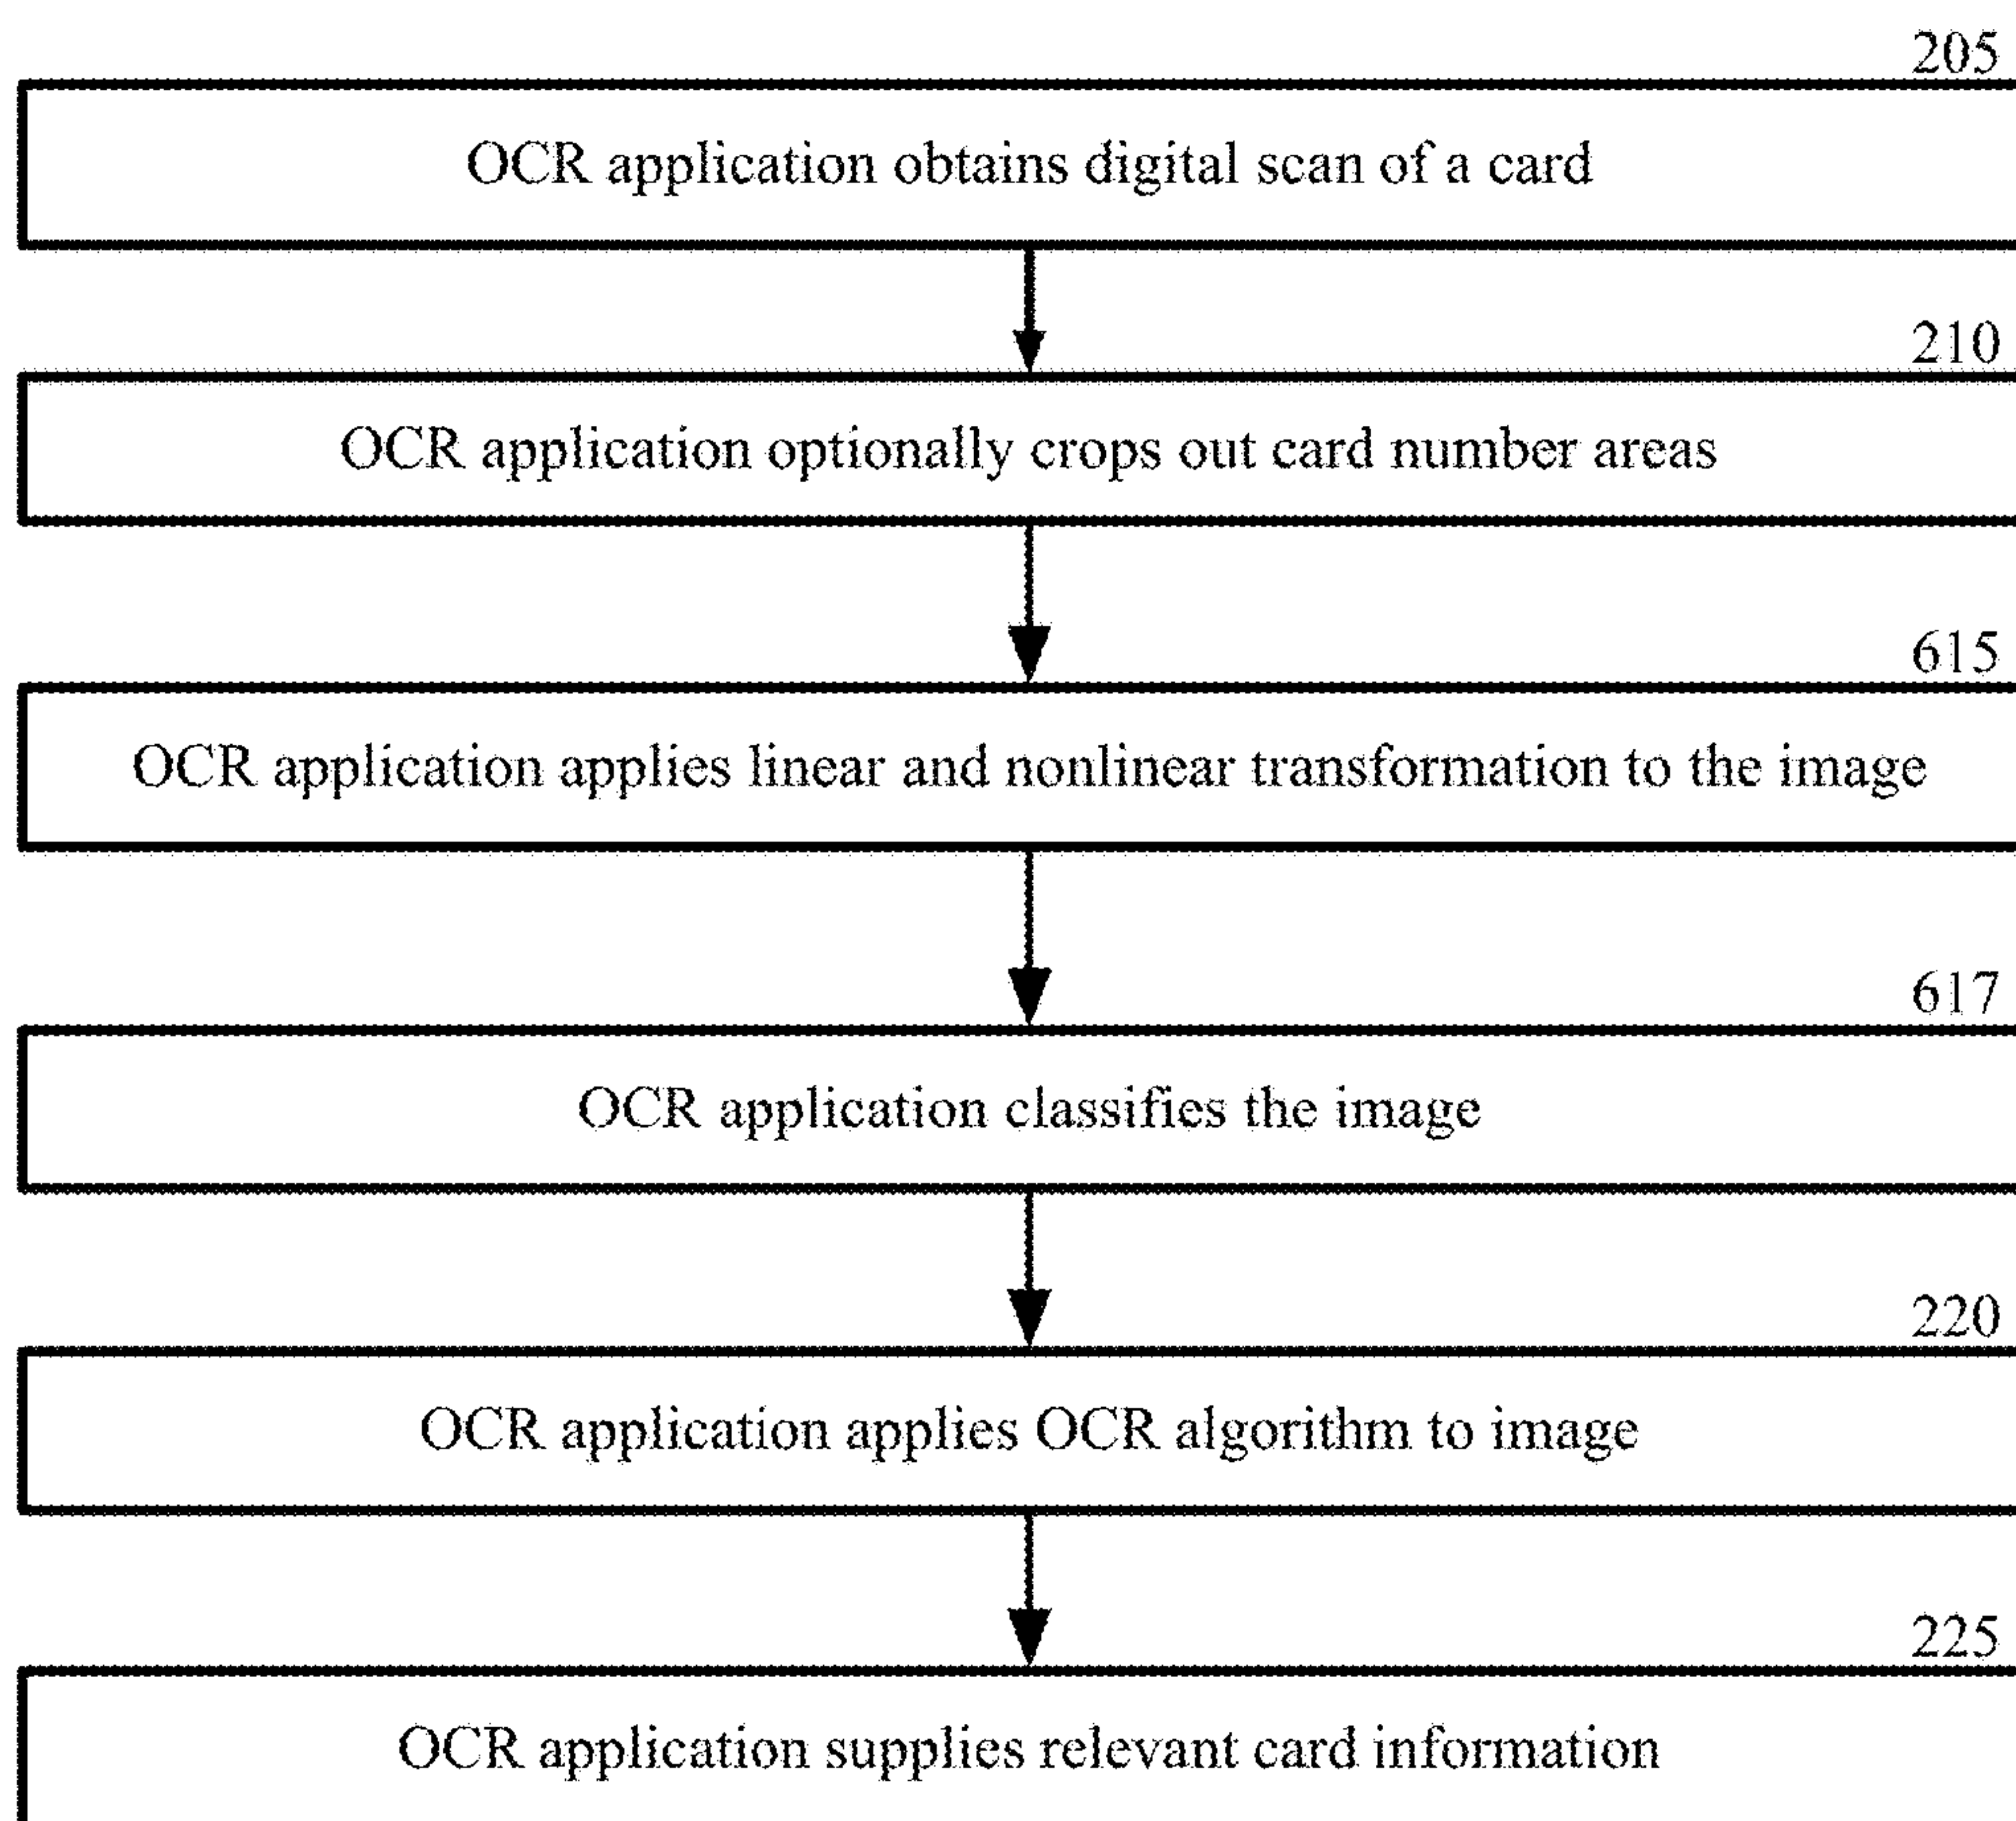 205
OCR application obtains digital scan of a card
210
OCR application optionally crops out card number areas
615
OCR application applies linear and nonlinear transformation to the image
617
OCR application classifies the image
220
OCR application applies OCR algorithm to image
225
OCR application supplies relevant card information